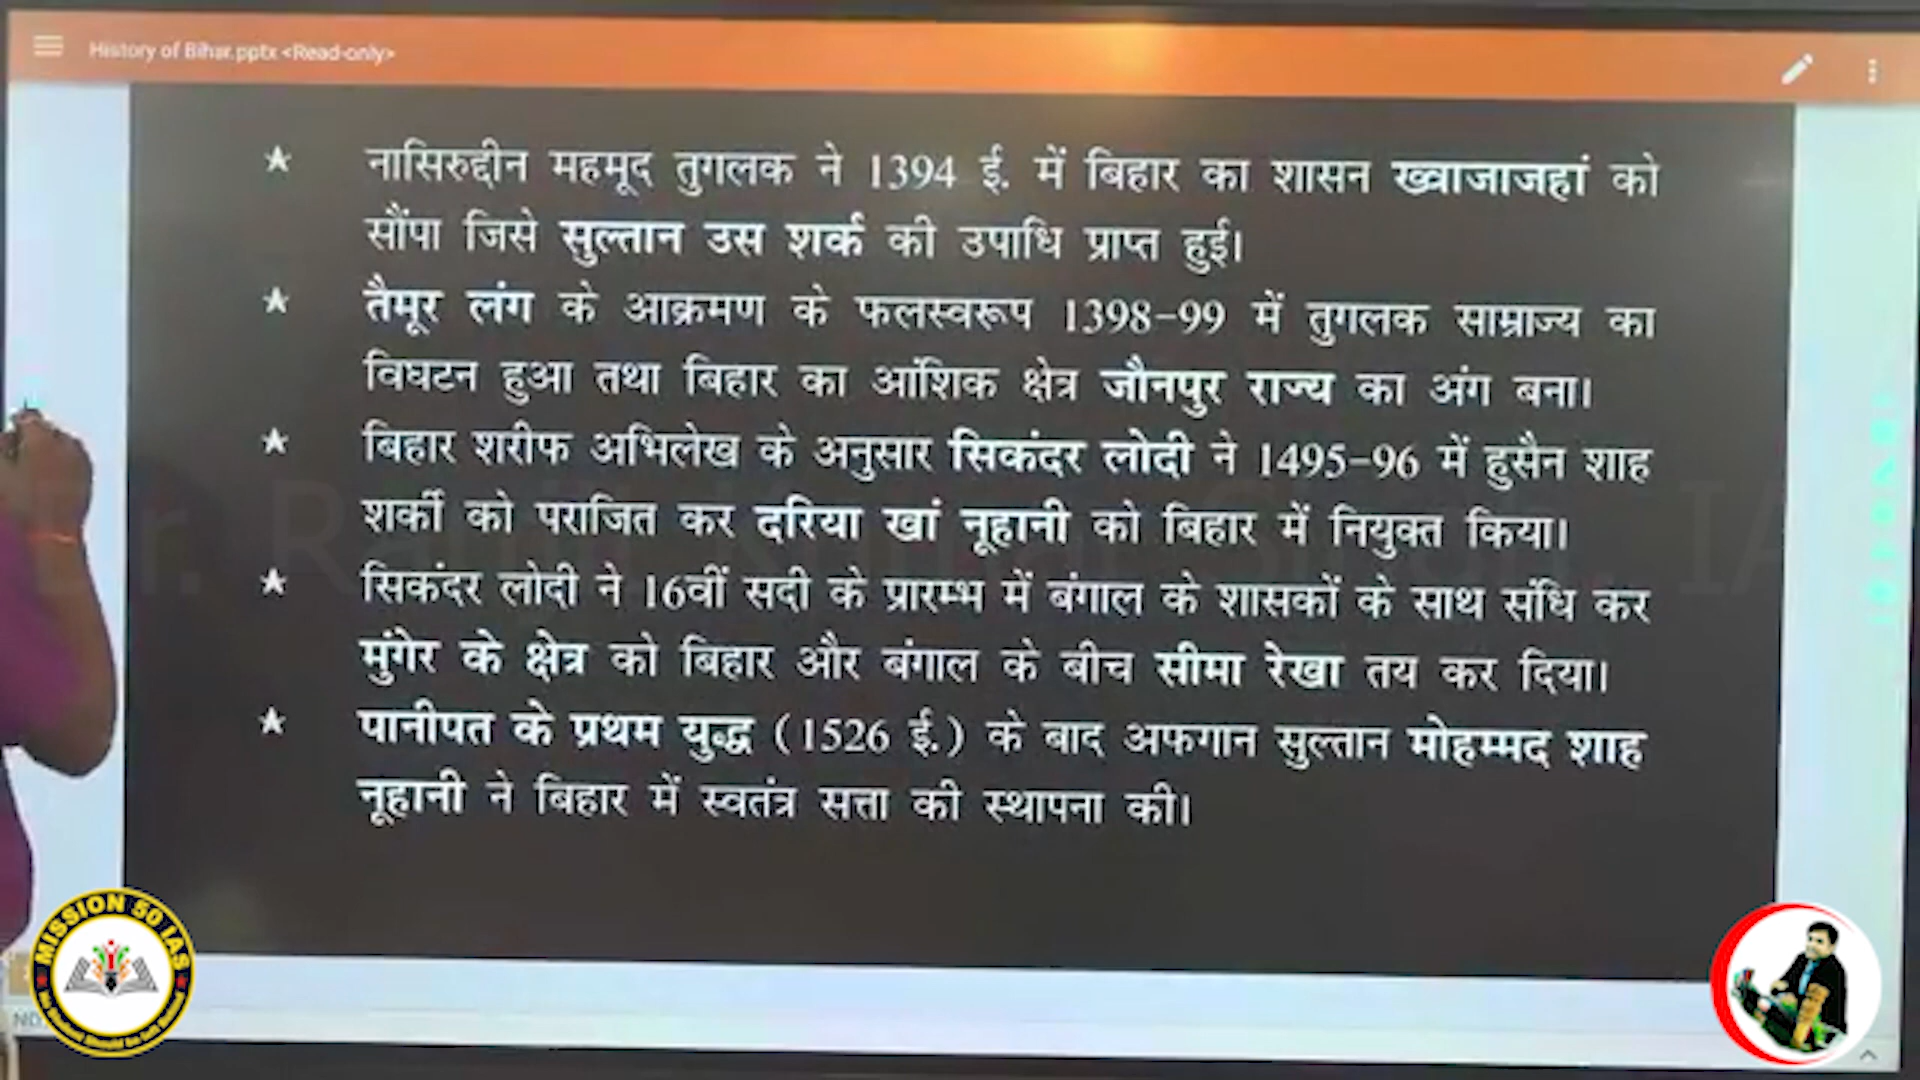 History of Bihar.pptx <Read-only>
★ नासिरुद्दीन महमूद तुगलक ने 1394 ई. में बिहार का शासन ख्वाजाजहां को
सौंपा जिसे सुल्तान उस शर्क की उपाधि प्राप्त हुई।
★ तैमूर लंग के आक्रमण के फलस्वरूप 1398-99 में तुगलक साम्राज्य का
विघटन हुआ तथा बिहार का आंशिक क्षेत्र जौनपुर राज्य का अंग बना।
★ बिहार शरीफ अभिलेख के अनुसार सिकंदर लोदी ने 1495-96 में हुसैन शाह
शर्की को पराजित कर दरिया खां नूहानी को बिहार में नियुक्त किया।
★ सिकंदर लोदी ने 16वीं सदी के प्रारम्भ में बंगाल के शासकों के साथ संधि कर
मुंगेर के क्षेत्र को बिहार और बंगाल के बीच सीमा रेखा तय कर दिया।
★ पानीपत के प्रथम युद्ध (1526 ई.) के बाद अफगान सुल्तान मोहम्मद शाह
नूहानी ने बिहार में स्वतंत्र सत्ता की स्थापना की।
MISSION 50 IAS